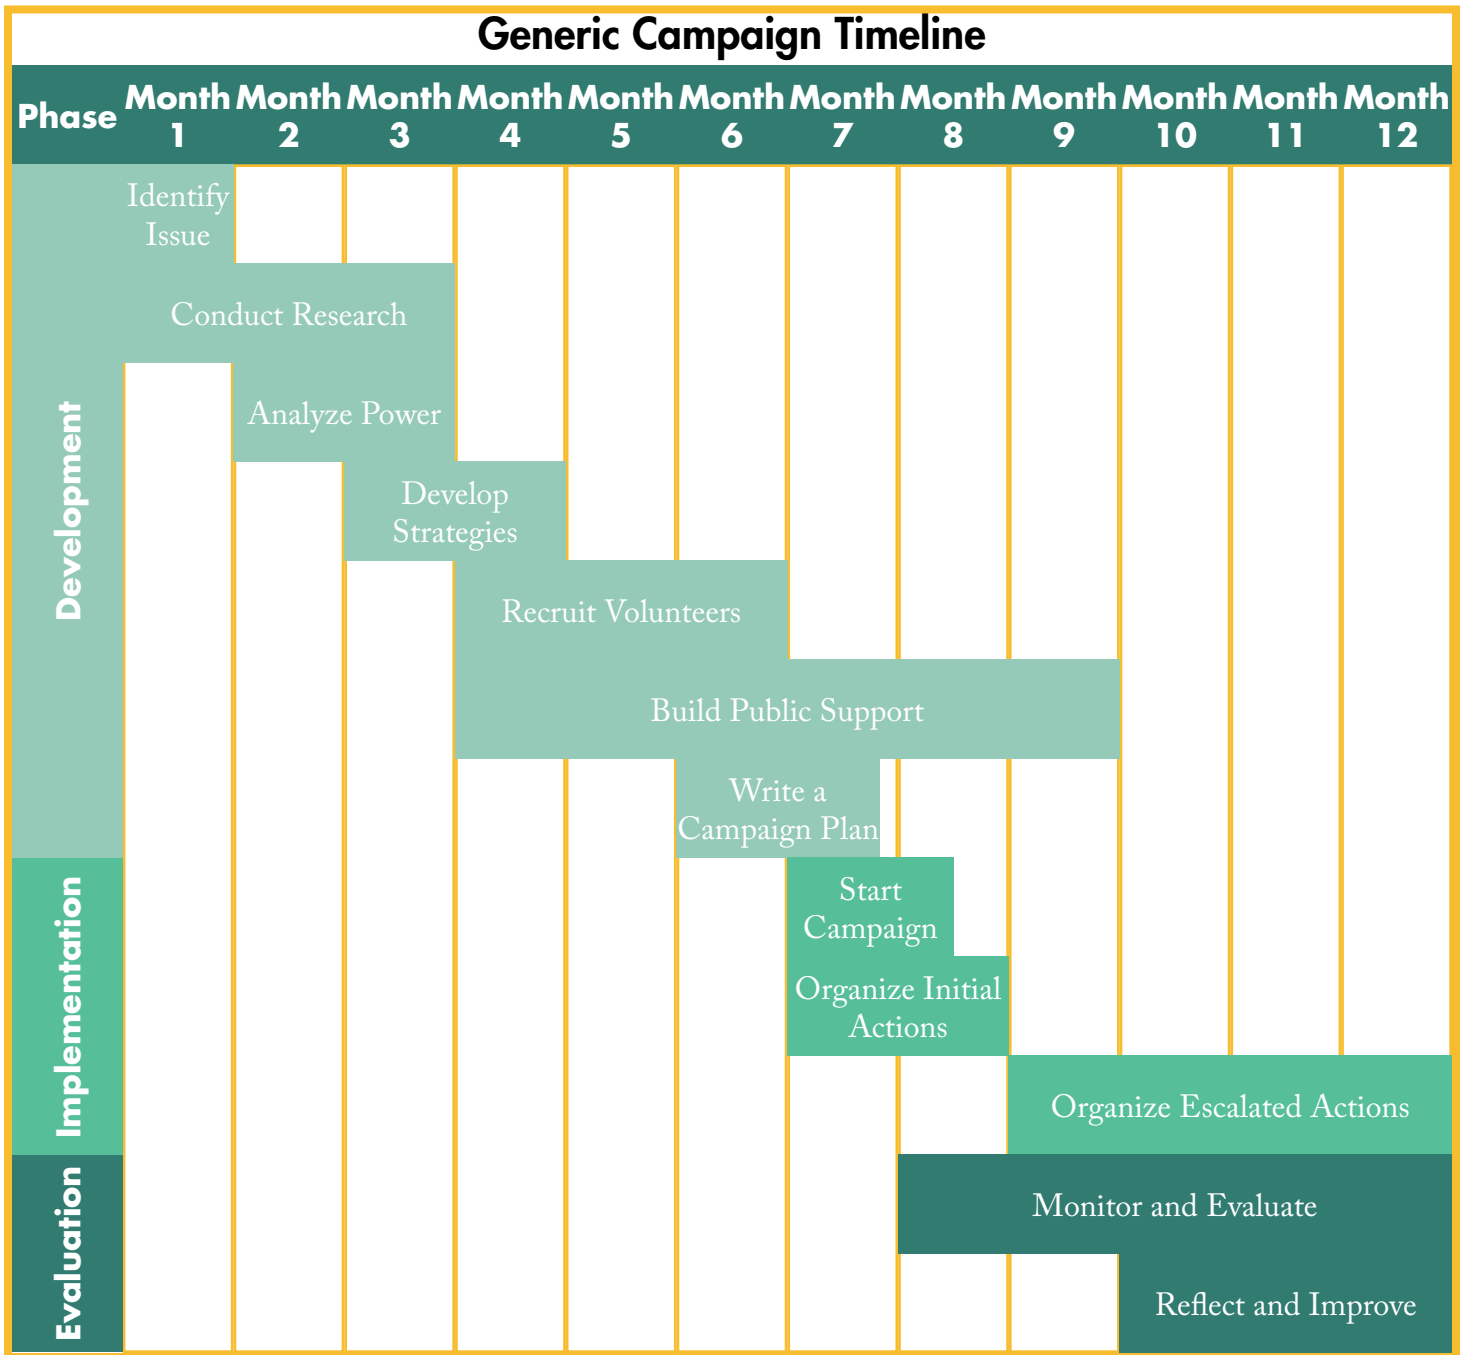 Generic Campaign Timeline
Phase
Month 1
Month 2
Month 3
Month 4
Month 5
Month 6
Month 7
Month 8
Month 9
Month 10
Month 11
Month 12
Development
Identify
Issue
Conduct Research
Analyze Power
Develop
Strategies
Recruit Volunteers
Build Public Support
Write a
Campaign Plan
Implementation
Start
Campaign
Organize Initial
Actions
Organize Escalated Actions
Evaluation
Monitor and Evaluate
Reflect and Improve